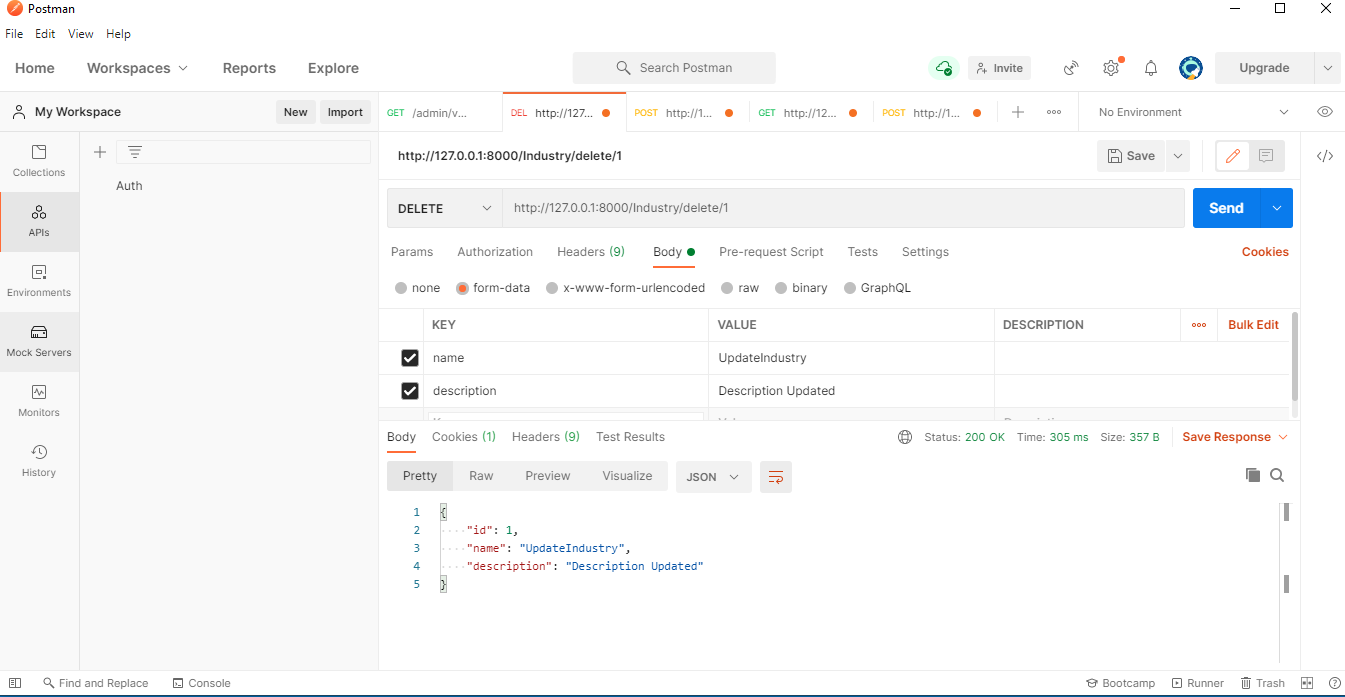 Postman
File Edit View Help
Home Workspaces Reports Explore Search Postman Invite Upgrade
My Workspace New Import GET /admin/v... DEL http://127... POST http://1... GET http://12... POST http://1... No Environment
Collections
APIs
Environments
Mock Servers
Monitors
History
Auth
http://127.0.0.1:8000/Industry/delete/1 Save
DELETE http://127.0.0.1:8000/Industry/delete/1 Send
Params Authorization Headers (9) Body Pre-request Script Tests Settings Cookies
none form-data x-www-form-urlencoded raw binary GraphQL
KEY VALUE DESCRIPTION Bulk Edit
name UpdateIndustry
description Description Updated
Body Cookies (1) Headers (9) Test Results Status: 200 OK Time: 305 ms Size: 357 B Save Response
Pretty Raw Preview Visualize JSON
1 {
2 "id": 1,
3 "name": "UpdateIndustry",
4 "description": "Description Updated"
5 }
Find and Replace Console Bootcamp Runner Trash